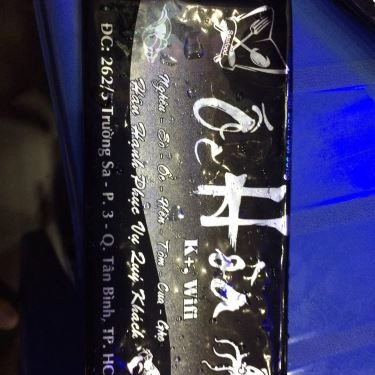 Ốc Hoa
K+, Wifi
Nghêu - Sò - Ốc - Hến - Tôm - Cua - Ghẹ
Hân Hạnh Phục Vụ Quý Khách
ĐC: 262/5 Trường Sa - P. 3 - Q. Tân Bình, TP. HC